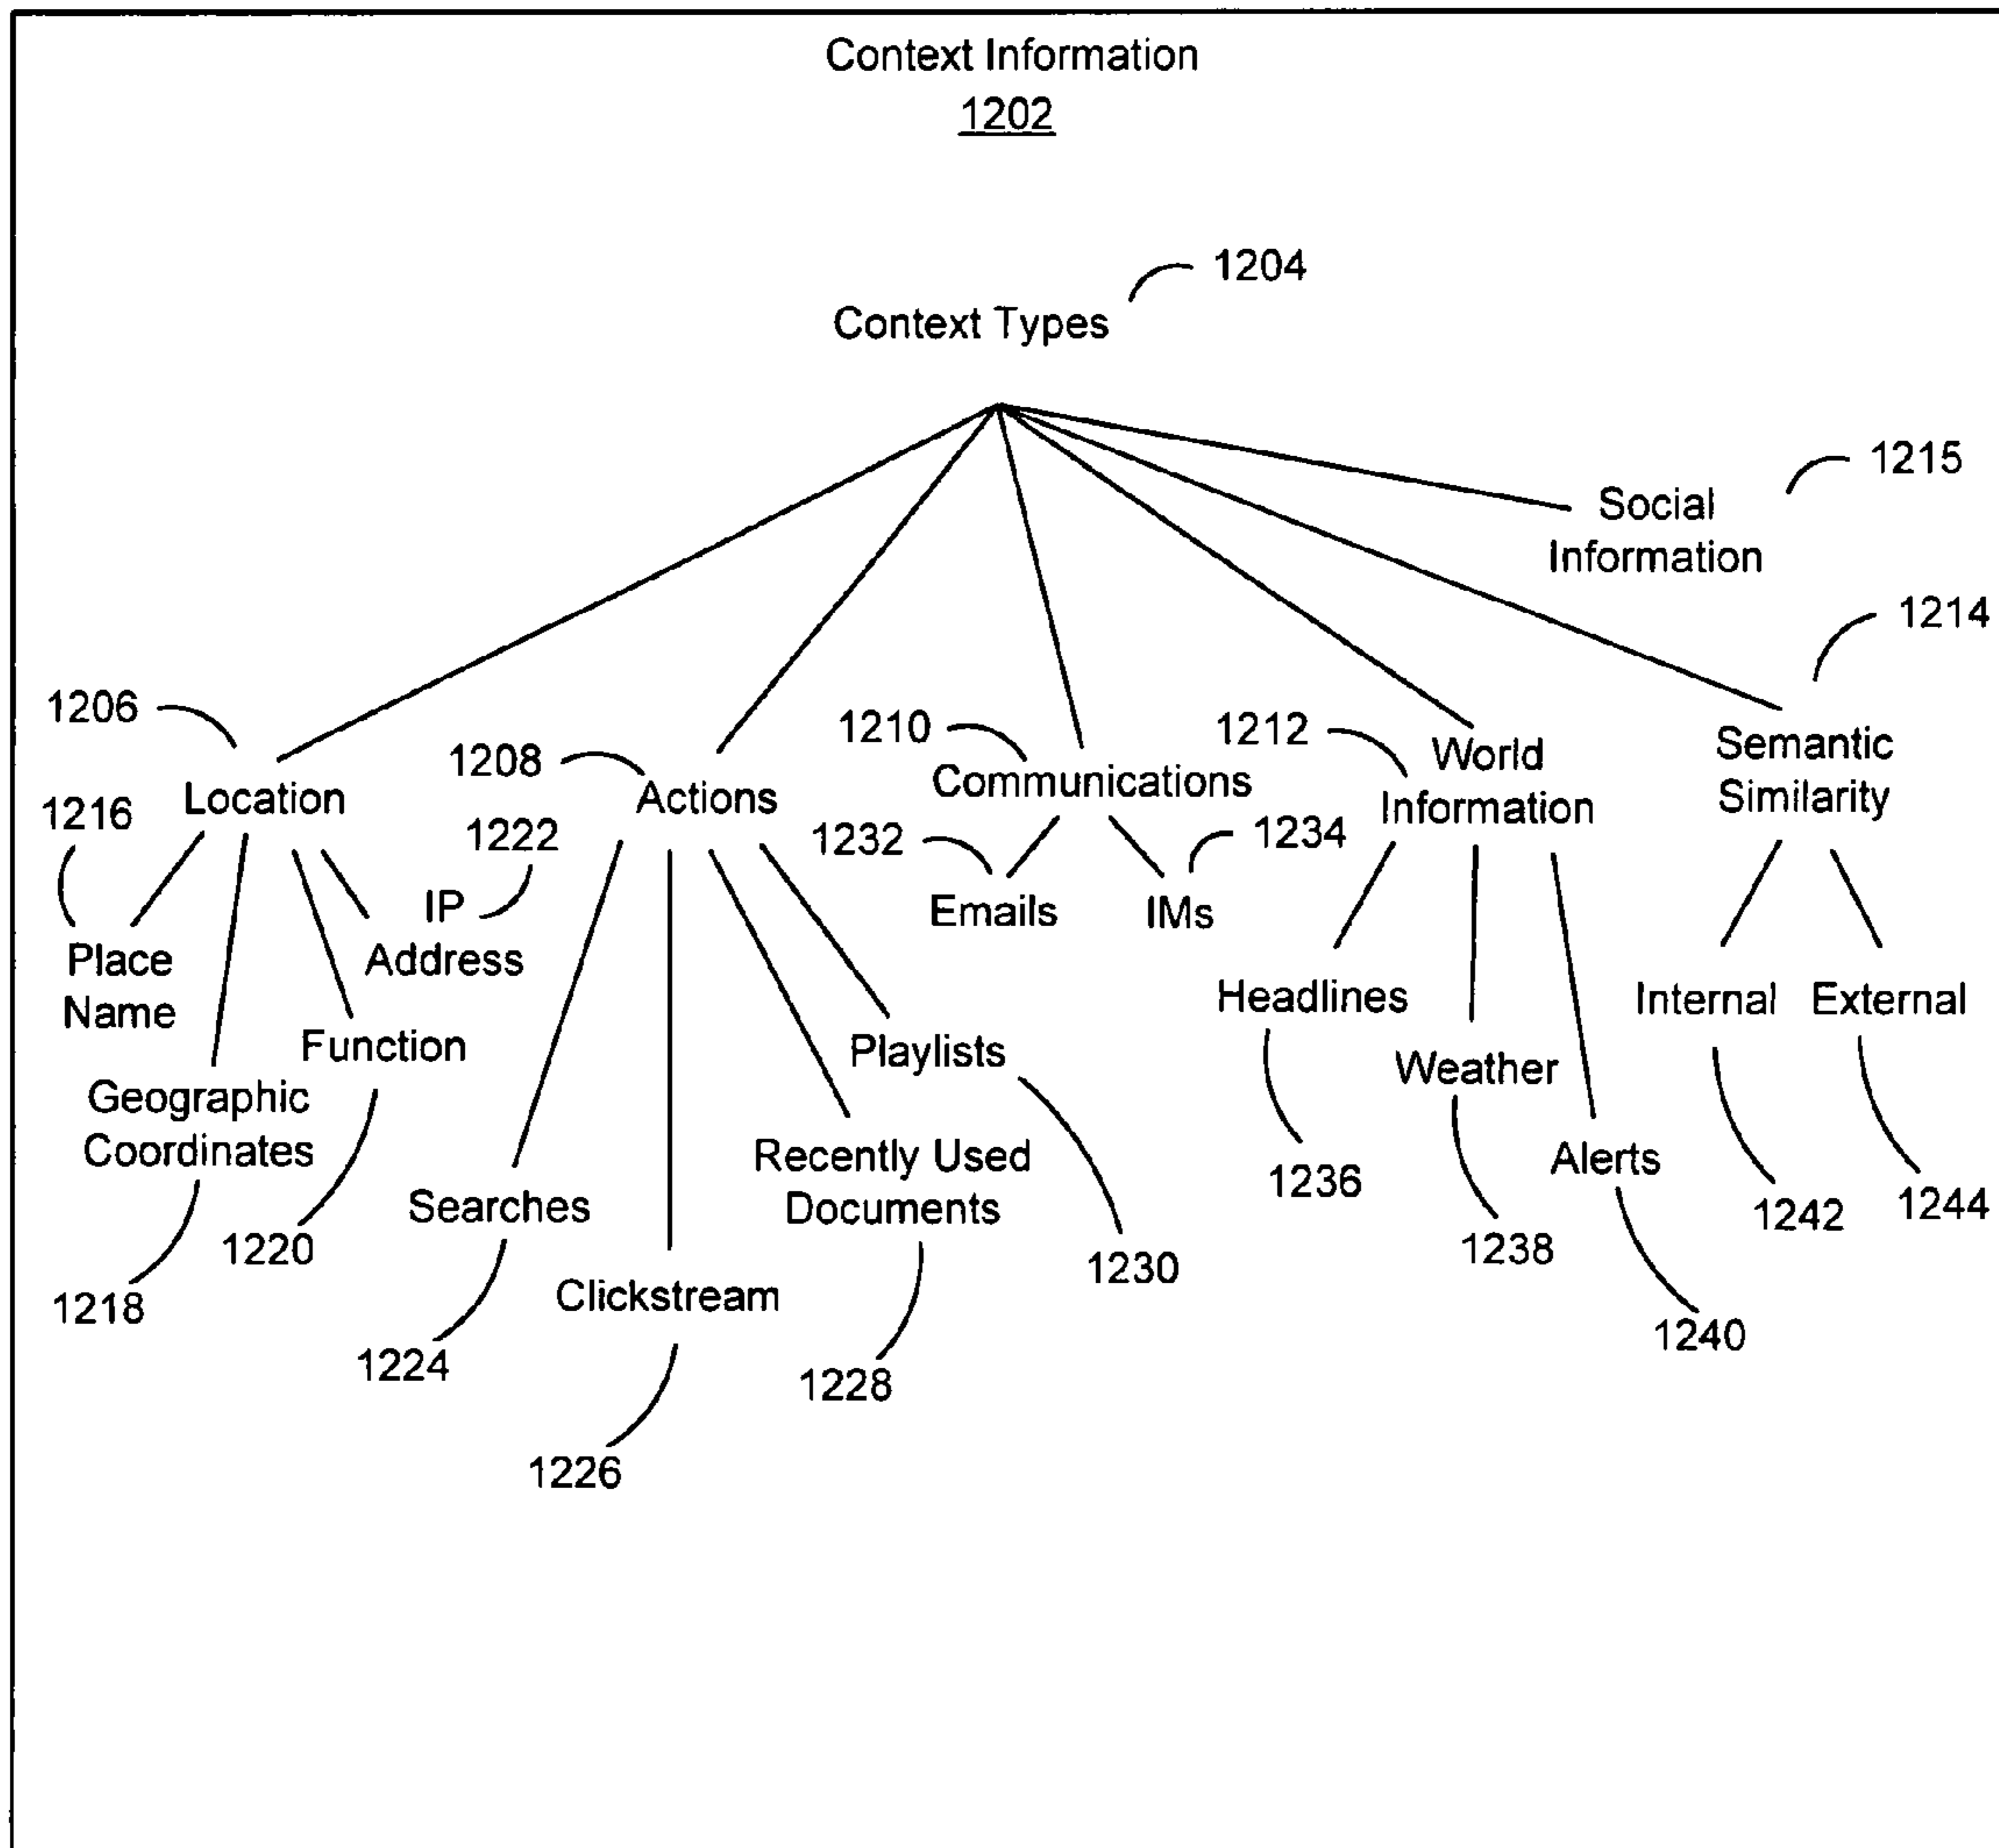 Context Information
1202
1204
Context Types
1215
Social
Information
1214
1206
Location
1208
Actions
1210
Communications
1212
World
Information
Semantic
Similarity
1216
Place
Name
Geographic
Coordinates
1218
Function
1220
1222
IP
Address
Searches
1224
Clickstream
1226
Recently Used
Documents
1228
Playlists
1230
1232
Emails
1234
IMs
Headlines
1236
Weather
1238
Alerts
1240
Internal
1242
External
1244